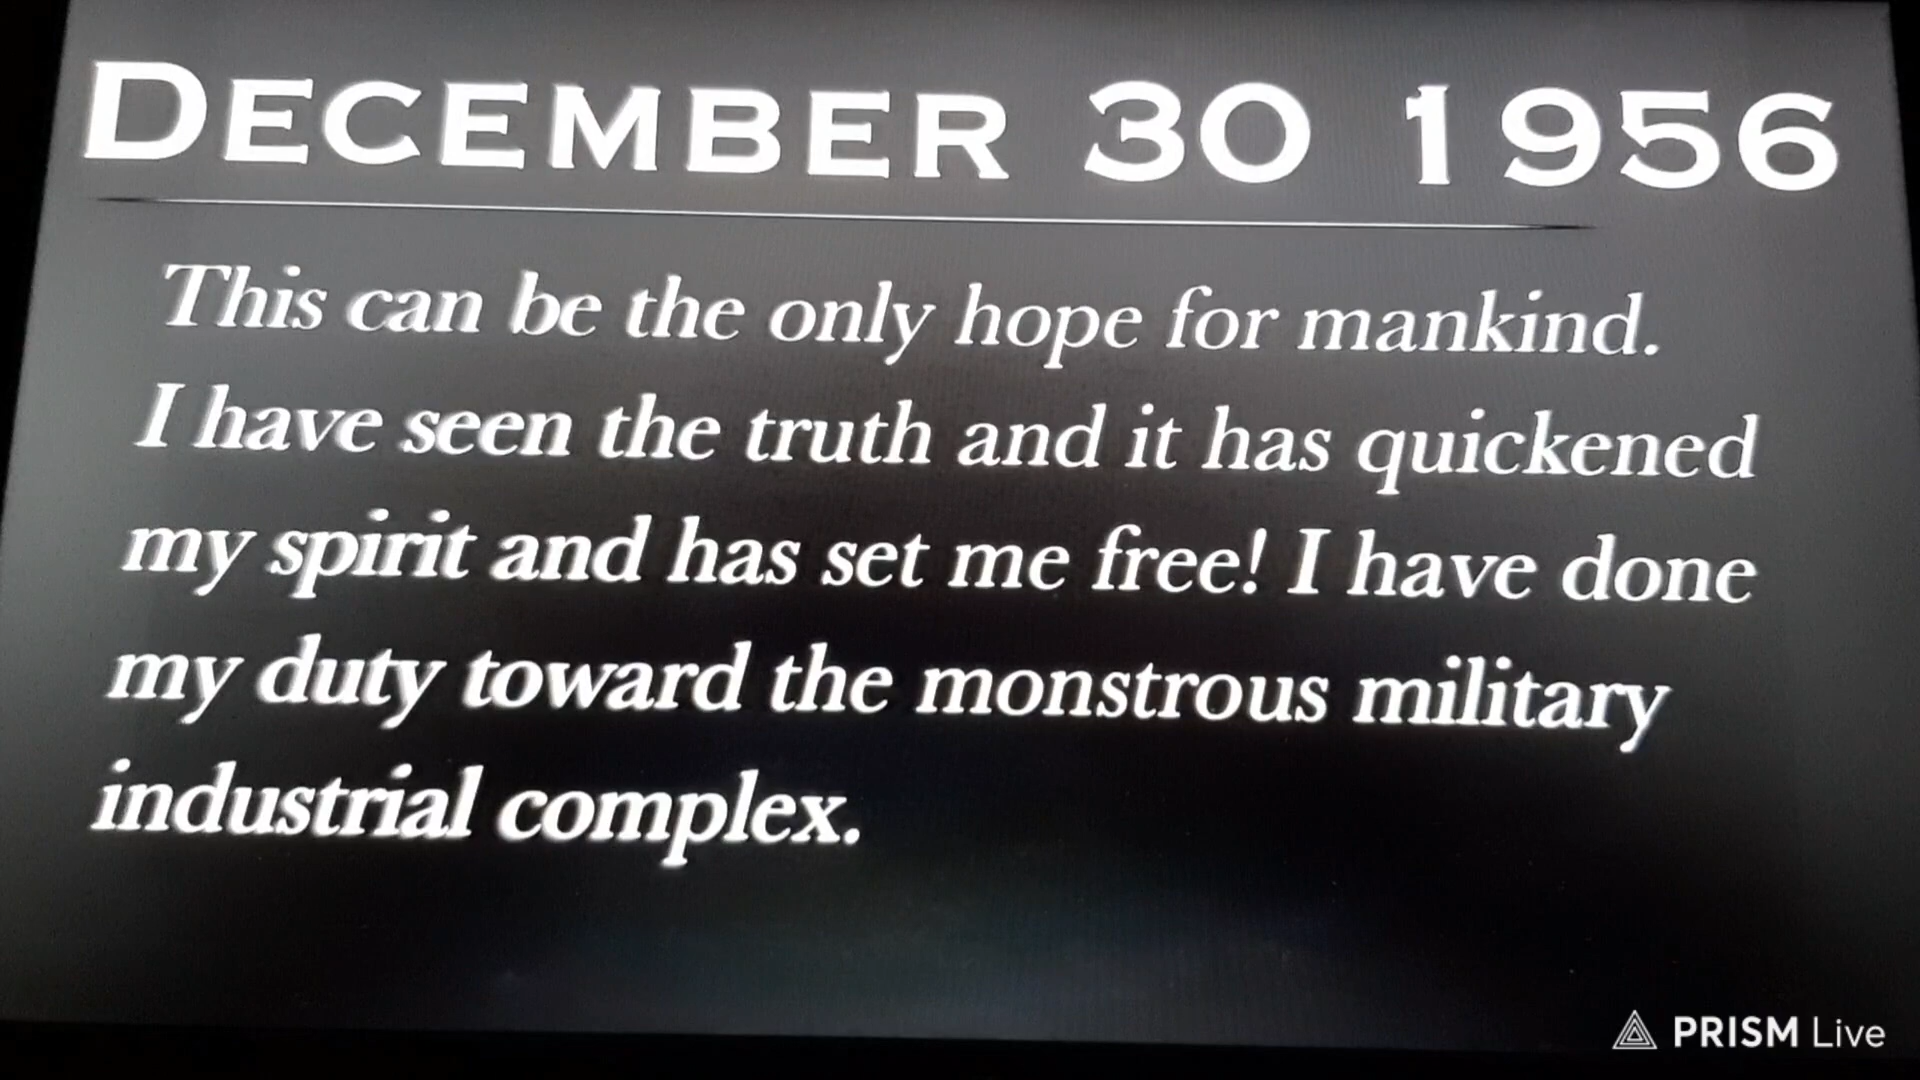 DECEMBER 30 1956
This can be the only hope for mankind.
I have seen the truth and it has quickened
my spirit and has set me free! I have done
my duty toward the monstrous military
industrial complex.
PRISM Live